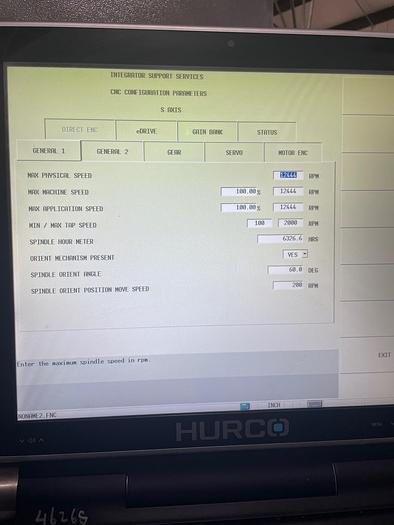 INTEGRATOR SUPPORT SERVICES
CNC CONFIGURATION PARAMETERS
S AXIS
DIRECT ENC eDRIVE GAIN BANK STATUS
GENERAL 1 GENERAL 2 GEAR SERVO MOTOR ENC
MAX PHYSICAL SPEED 12444 RPM
MAX MACHINE SPEED 100.00 % 12444 RPM
MAX APPLICATION SPEED 100.00 % 12444 RPM
MIN / MAX TAP SPEED 100 2000 RPM
SPINDLE HOUR METER 6326.6 HRS
ORIENT MECHANISM PRESENT YES
SPINDLE ORIENT ANGLE 60.0 DEG
SPINDLE ORIENT POSITION MOVE SPEED 200 RPM
Enter the maximum spindle speed in rpm.
EXIT
INCH
NONAME2.FNC
HURCO
MENU
46268